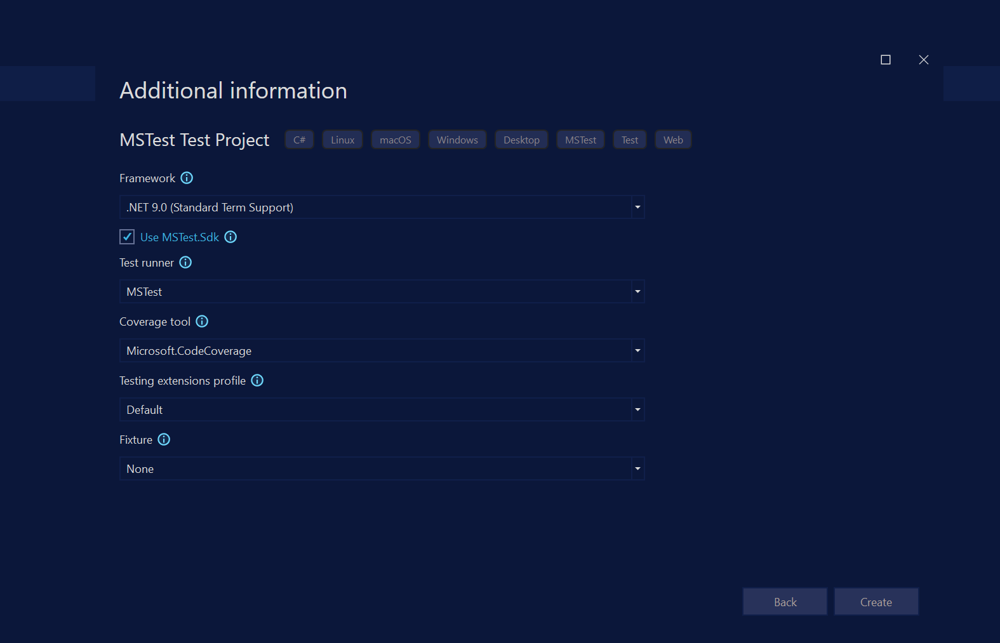 Additional information
MSTest Test Project C# Linux macOS Windows Desktop MSTest Test Web
Framework
.NET 9.0 (Standard Term Support)
Use MSTest.Sdk
Test runner
MSTest
Coverage tool
Microsoft.CodeCoverage
Testing extensions profile
Default
Fixture
None
Back Create